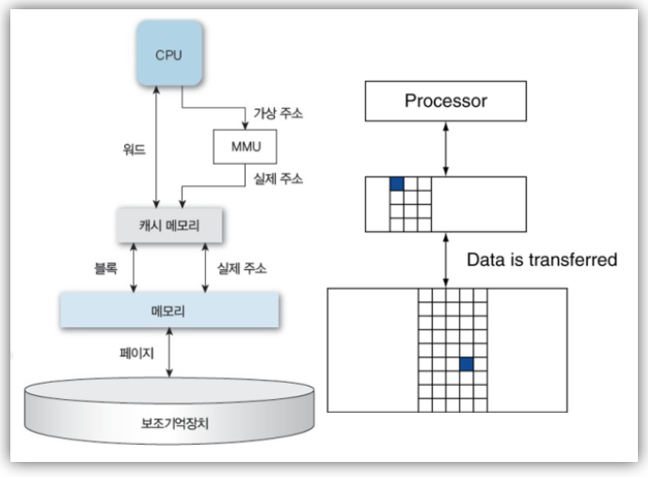 CPU
가상 주소
워드
MMU
실제 주소
캐시 메모리
블록
실제 주소
메모리
페이지
보조기억장치
Processor
Data is transferred